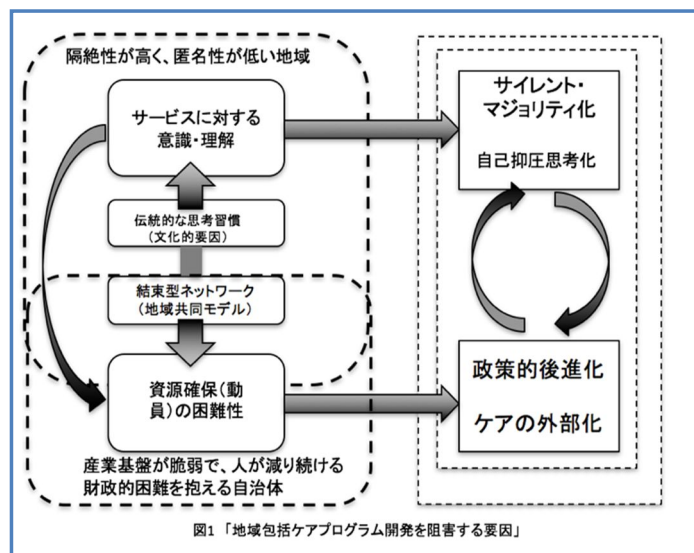 隔絶性が高く、匿名性が低い地域
サービスに対する
意識・理解
伝統的な思考習慣
(文化的要因)
結束型ネットワーク
(地域共同モデル)
資源確保(動
員)の困難性
産業基盤が脆弱で、人が減り続ける
財政的困難を抱える自治体
サイレント・
マジョリティ化
自己抑圧思考化
政策的後進化
ケアの外部化
図1 「地域包括ケアプログラム開発を阻害する要因」